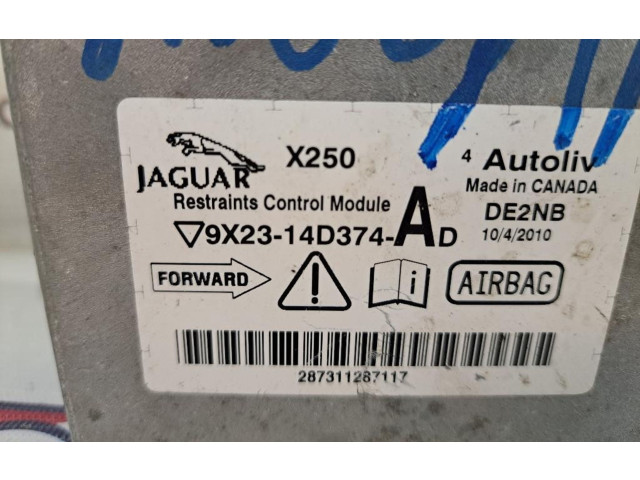 X250
4 Autoliv
JAGUAR
Made in CANADA
Restraints Control Module
DE2NB
9X23-14D374-AD
10/4/2010
FORWARD
! i AIRBAG
287311287117